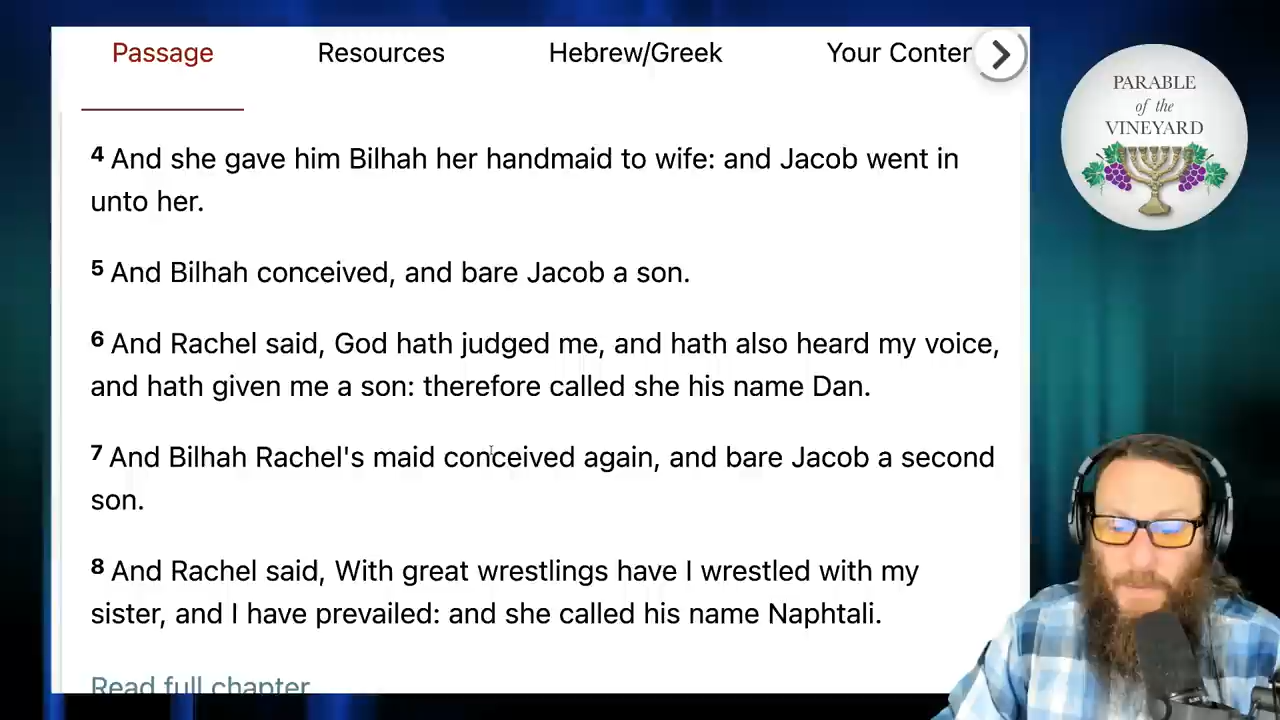 Passage Resources Hebrew/Greek Your Conten
4 And she gave him Bilhah her handmaid to wife: and Jacob went in
unto her.
5 And Bilhah conceived, and bare Jacob a son.
6 And Rachel said, God hath judged me, and hath also heard my voice,
and hath given me a son: therefore called she his name Dan.
7 And Bilhah Rachel's maid conceived again, and bare Jacob a second
son.
8 And Rachel said, With great wrestlings have I wrestled with my
sister, and I have prevailed: and she called his name Naphtali.
Read full chapter
PARABLE
of the
VINEYARD